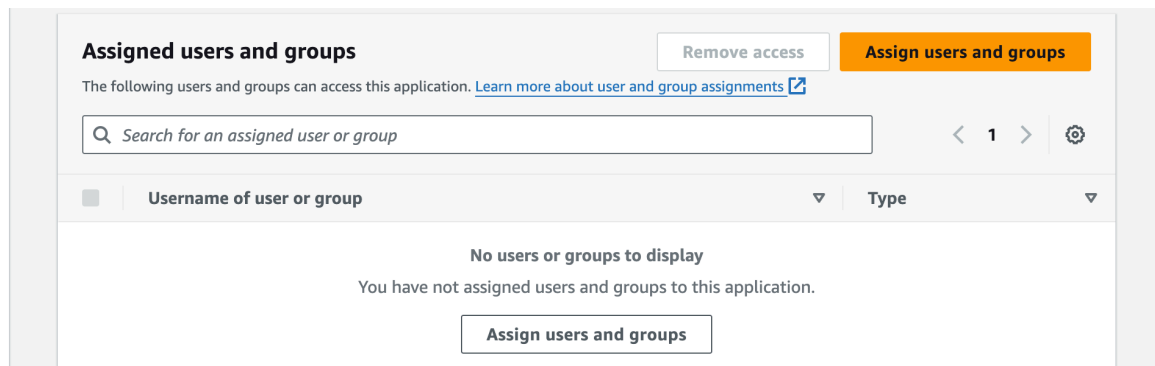 Assigned users and groups
Remove access
Assign users and groups
The following users and groups can access this application. Learn more about user and group assignments
Search for an assigned user or group
1
Username of user or group
Type
No users or groups to display
You have not assigned users and groups to this application.
Assign users and groups